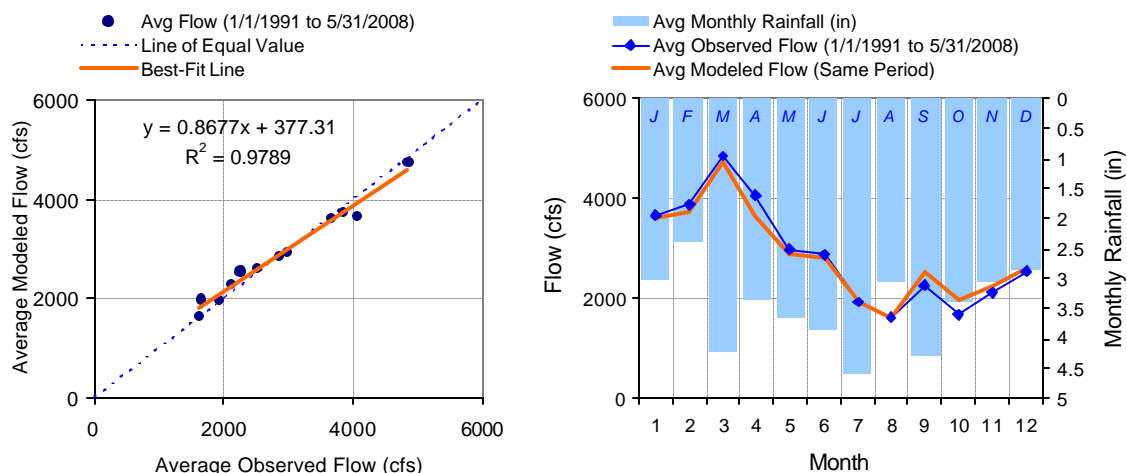 Avg Flow (1/1/1991 to 5/31/2008)
Line of Equal Value
Best-Fit Line
y = 0.8677x + 377.31
R² = 0.9789
Average Modeled Flow (cfs)
6000
4000
2000
0
0 2000 4000 6000
Average Observed Flow (cfs)
Avg Monthly Rainfall (in)
Avg Observed Flow (1/1/1991 to 5/31/2008)
Avg Modeled Flow (Same Period)
J F M A M J J A S O N D
Flow (cfs)
6000
4000
2000
0
0
0.5
1
1.5
2
2.5
3
3.5
4
4.5
5
Monthly Rainfall (in)
1 2 3 4 5 6 7 8 9 10 11 12
Month